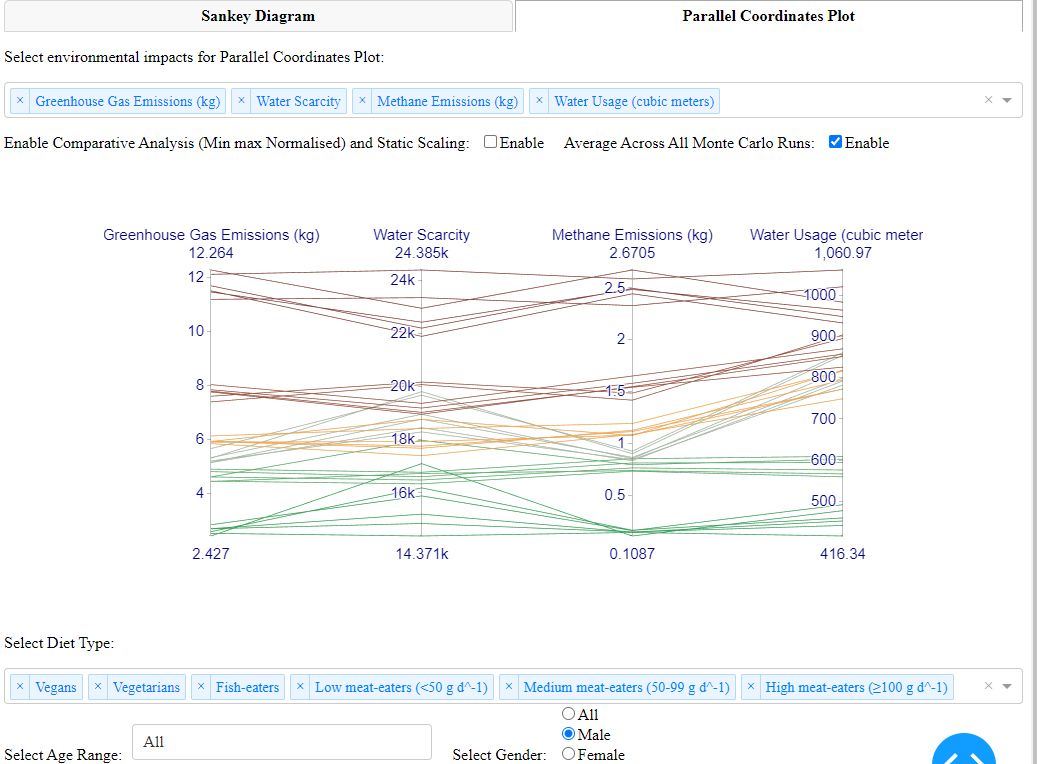 Sankey Diagram Parallel Coordinates Plot
Select environmental impacts for Parallel Coordinates Plot:
× Greenhouse Gas Emissions (kg) × Water Scarcity × Methane Emissions (kg) × Water Usage (cubic meters) ×
Enable Comparative Analysis (Min max Normalised) and Static Scaling: Enable Average Across All Monte Carlo Runs: Enable
Greenhouse Gas Emissions (kg) Water Scarcity Methane Emissions (kg) Water Usage (cubic meter
12.264 24.385k 2.6705 1,060.97
12 24k 2.5 1000
10 22k 2 900
8 20k 1.5 800
6 18k 1 700
4 16k 0.5 600
500
2.427 14.371k 0.1087 416.34
Select Diet Type:
× Vegans × Vegetarians × Fish-eaters × Low meat-eaters (<50 g d^-1) × Medium meat-eaters (50-99 g d^-1) × High meat-eaters (≥100 g d^-1) ×
All
Select Age Range: All Select Gender: Male
Female